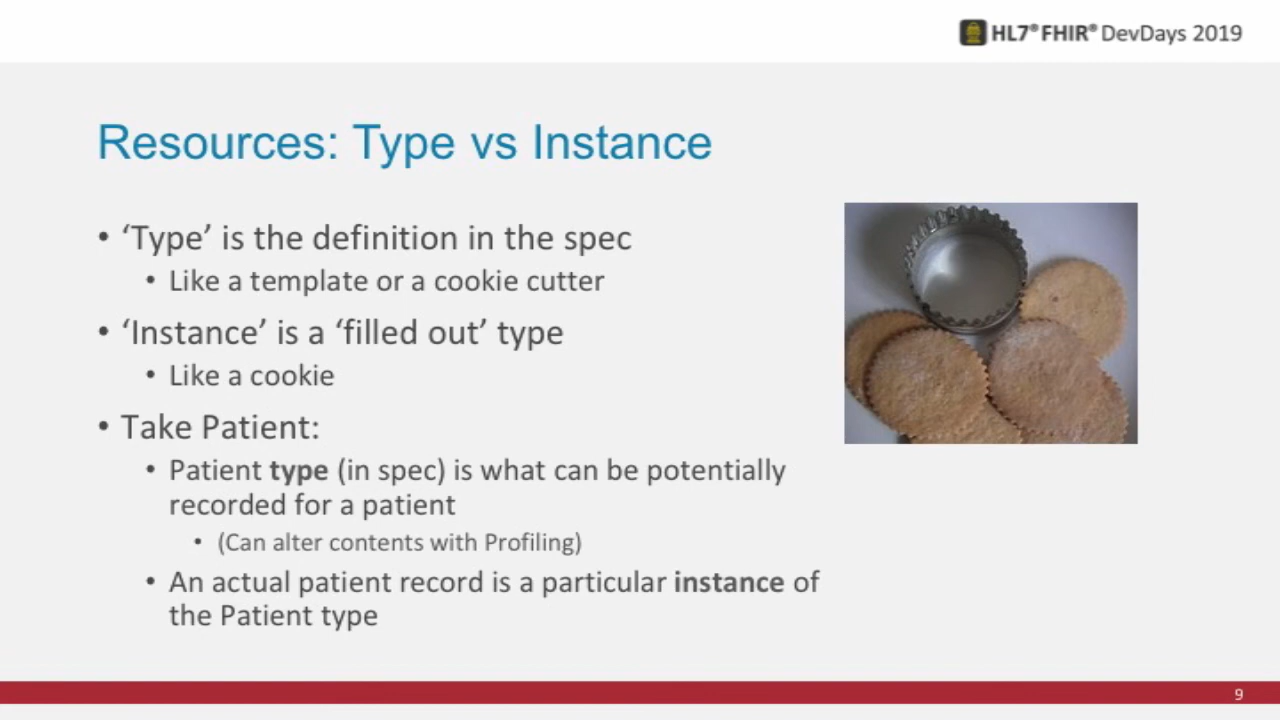 HL7® FHIR® DevDays 2019
Resources: Type vs Instance
• ‘Type’ is the definition in the spec
• Like a template or a cookie cutter
• ‘Instance’ is a ‘filled out’ type
• Like a cookie
• Take Patient:
• Patient type (in spec) is what can be potentially
recorded for a patient
• (Can alter contents with Profiling)
• An actual patient record is a particular instance of
the Patient type
9